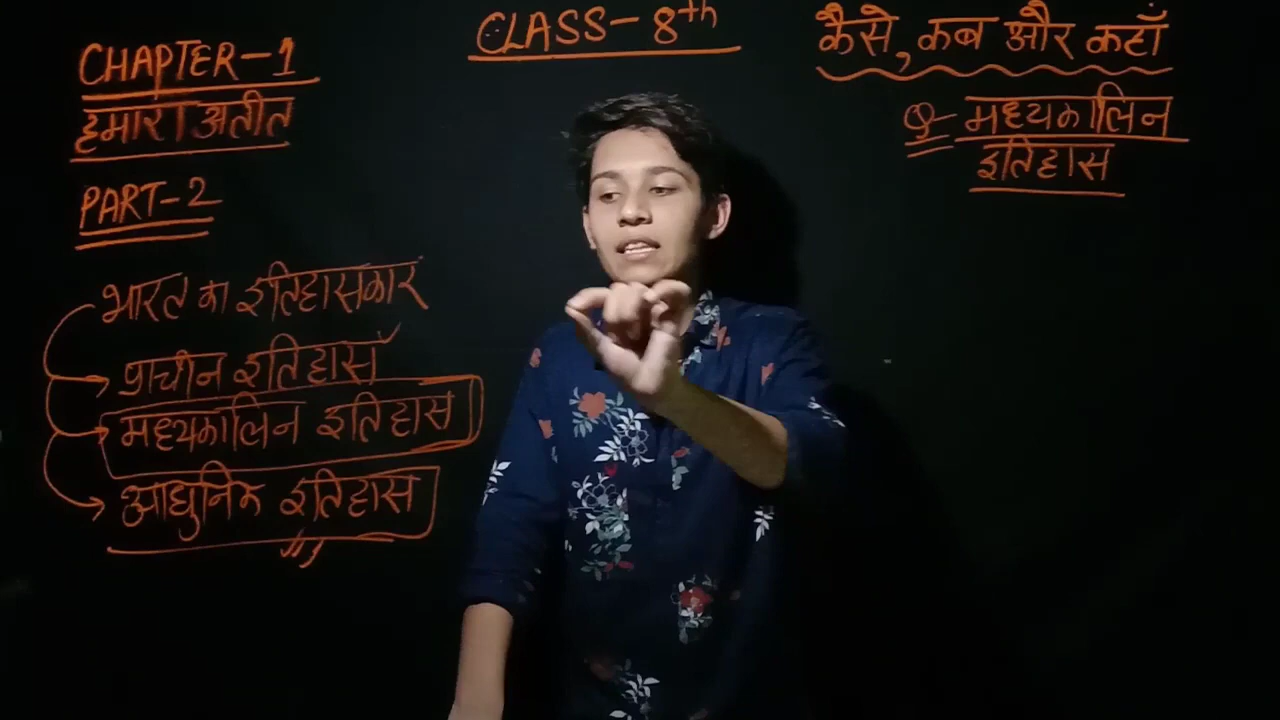 CLASS-8th
CHAPTER-1
हमारा अतीत
PART-2
भारत का इतिहासकार
प्राचीन इतिहास
मध्यकालिन इतिहास
आधुनिक इतिहास
कैसे, कब और कहाँ
Q- मध्यकालिन
इतिहास